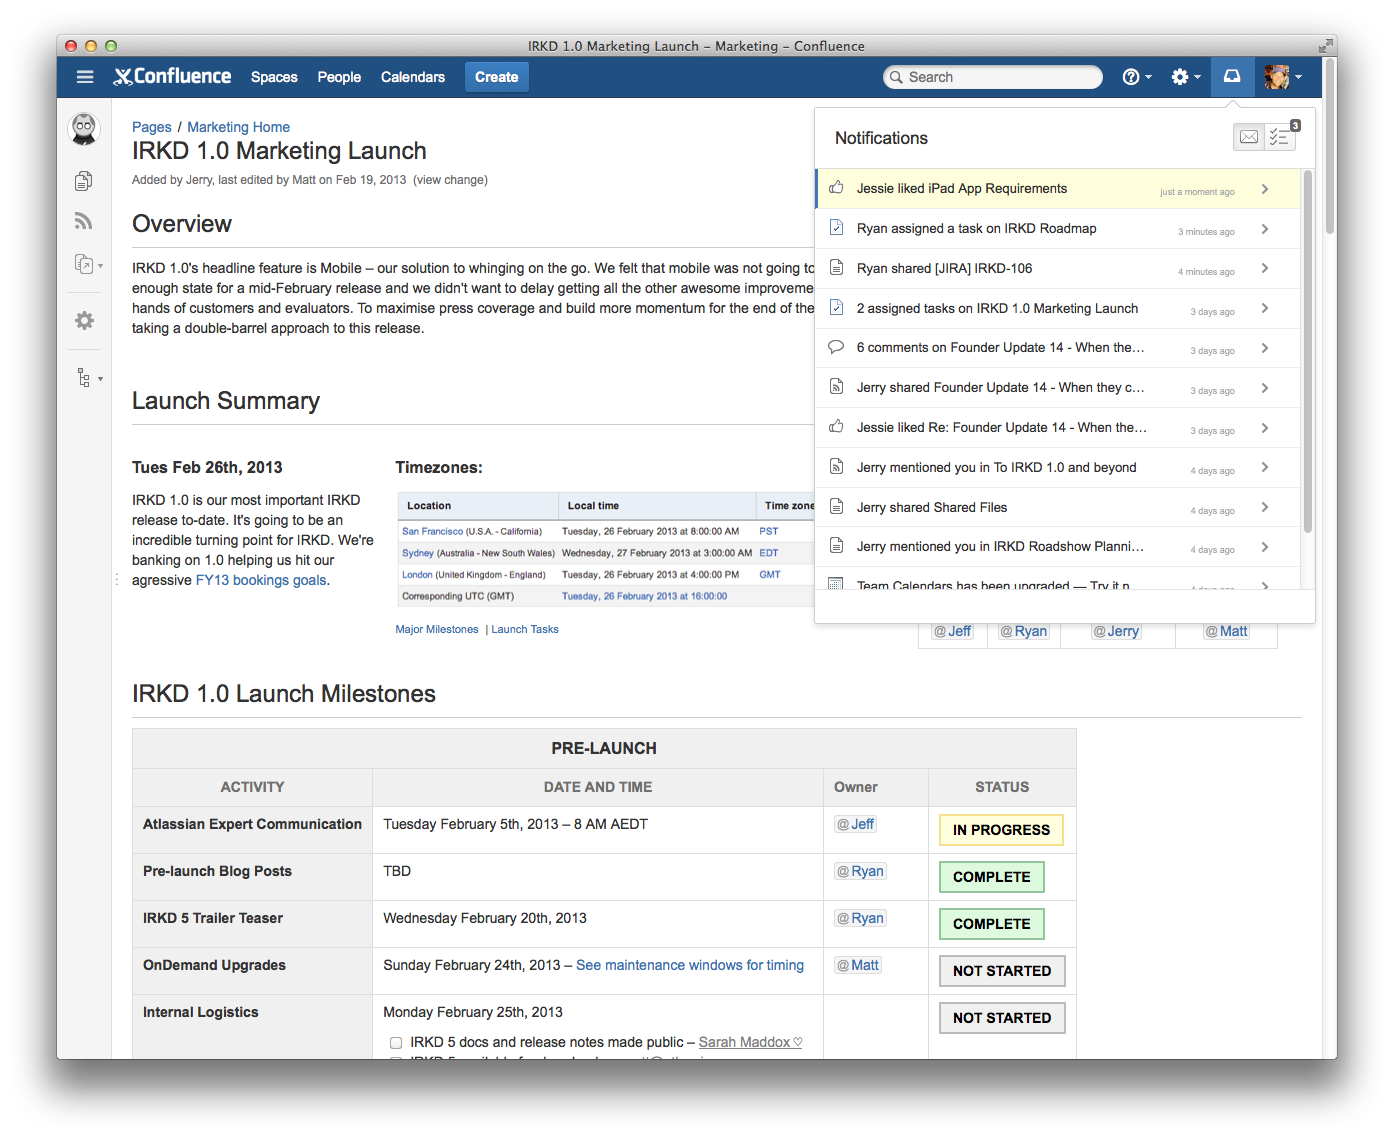 IRKD 1.0 Marketing Launch – Marketing – Confluence
Confluence Spaces People Calendars Create Search
Pages / Marketing Home
IRKD 1.0 Marketing Launch
Added by Jerry, last edited by Matt on Feb 19, 2013 (view change)
Overview
IRKD 1.0's headline feature is Mobile – our solution to whinging on the go. We felt that mobile was not going to
enough state for a mid-February release and we didn't want to delay getting all the other awesome improveme
hands of customers and evaluators. To maximise press coverage and build more momentum for the end of the
taking a double-barrel approach to this release.
Launch Summary
Tues Feb 26th, 2013
IRKD 1.0 is our most important IRKD
release to-date. It's going to be an
incredible turning point for IRKD. We're
banking on 1.0 helping us hit our
agressive FY13 bookings goals.
Timezones:
Location Local time Time zone
San Francisco (U.S.A. - California) Tuesday, 26 February 2013 at 8:00:00 AM PST
Sydney (Australia - New South Wales) Wednesday, 27 February 2013 at 3:00:00 AM EDT
London (United Kingdom - England) Tuesday, 26 February 2013 at 4:00:00 PM GMT
Corresponding UTC (GMT) Tuesday, 26 February 2013 at 16:00:00
Major Milestones | Launch Tasks
Notifications 3
Jessie liked iPad App Requirements just a moment ago
Ryan assigned a task on IRKD Roadmap 3 minutes ago
Ryan shared [JIRA] IRKD-106 4 minutes ago
2 assigned tasks on IRKD 1.0 Marketing Launch 3 days ago
6 comments on Founder Update 14 - When the… 3 days ago
Jerry shared Founder Update 14 - When they c… 3 days ago
Jessie liked Re: Founder Update 14 - When the… 3 days ago
Jerry mentioned you in To IRKD 1.0 and beyond 4 days ago
Jerry shared Shared Files 4 days ago
Jerry mentioned you in IRKD Roadshow Planni… 4 days ago
Team Calendars has been upgraded — Try it n 4 days ago
@Jeff @Ryan @Jerry @Matt
IRKD 1.0 Launch Milestones
PRE-LAUNCH
ACTIVITY DATE AND TIME Owner STATUS
Atlassian Expert Communication Tuesday February 5th, 2013 – 8 AM AEDT @Jeff IN PROGRESS
Pre-launch Blog Posts TBD @Ryan COMPLETE
IRKD 5 Trailer Teaser Wednesday February 20th, 2013 @Ryan COMPLETE
OnDemand Upgrades Sunday February 24th, 2013 – See maintenance windows for timing @Matt NOT STARTED
Internal Logistics Monday February 25th, 2013 NOT STARTED
IRKD 5 docs and release notes made public – Sarah Maddox ♡